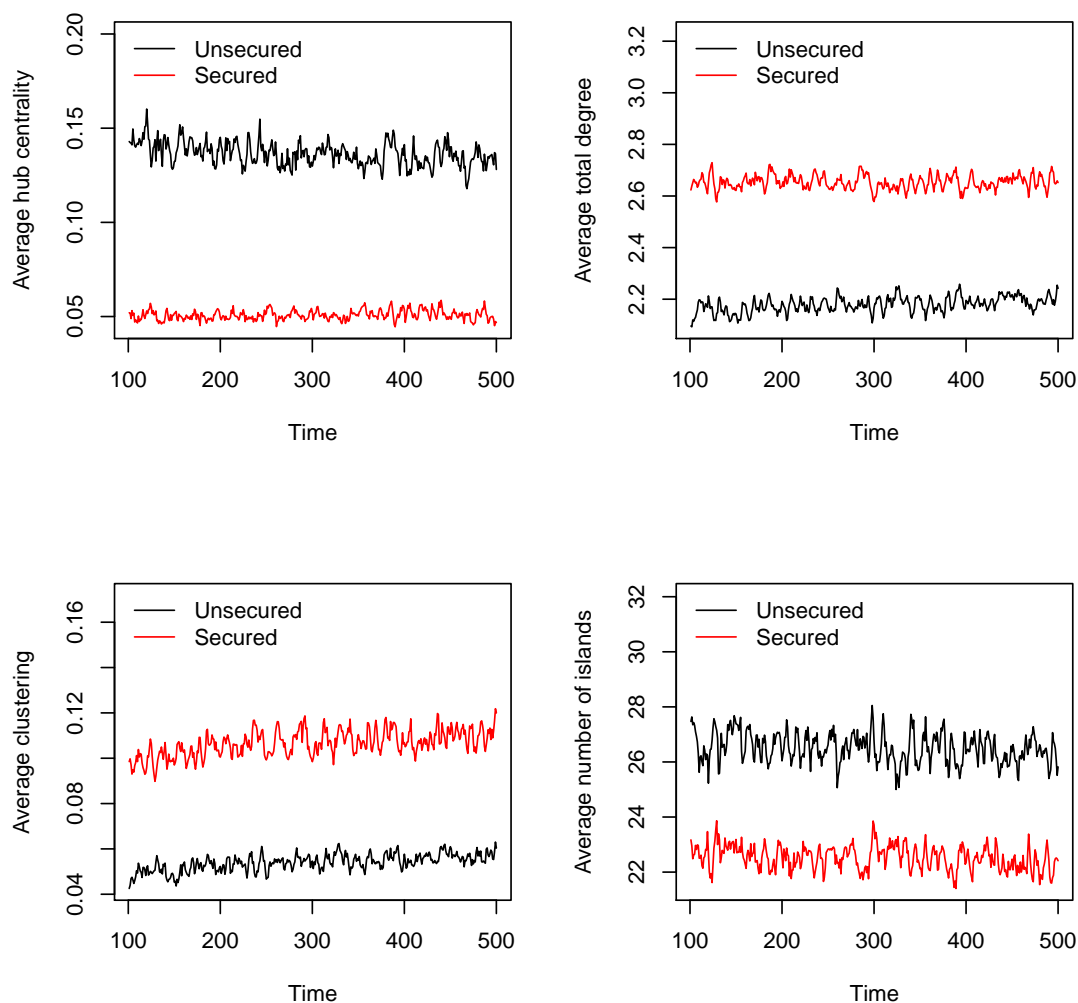 Average hub centrality
0.05 0.10 0.15 0.20
Unsecured
Secured
100 200 300 400 500
Time
Average total degree
2.2 2.4 2.6 2.8 3.0 3.2
Unsecured
Secured
100 200 300 400 500
Time
Average clustering
0.04 0.08 0.12 0.16
Unsecured
Secured
100 200 300 400 500
Time
Average number of islands
22 24 26 28 30 32
Unsecured
Secured
100 200 300 400 500
Time